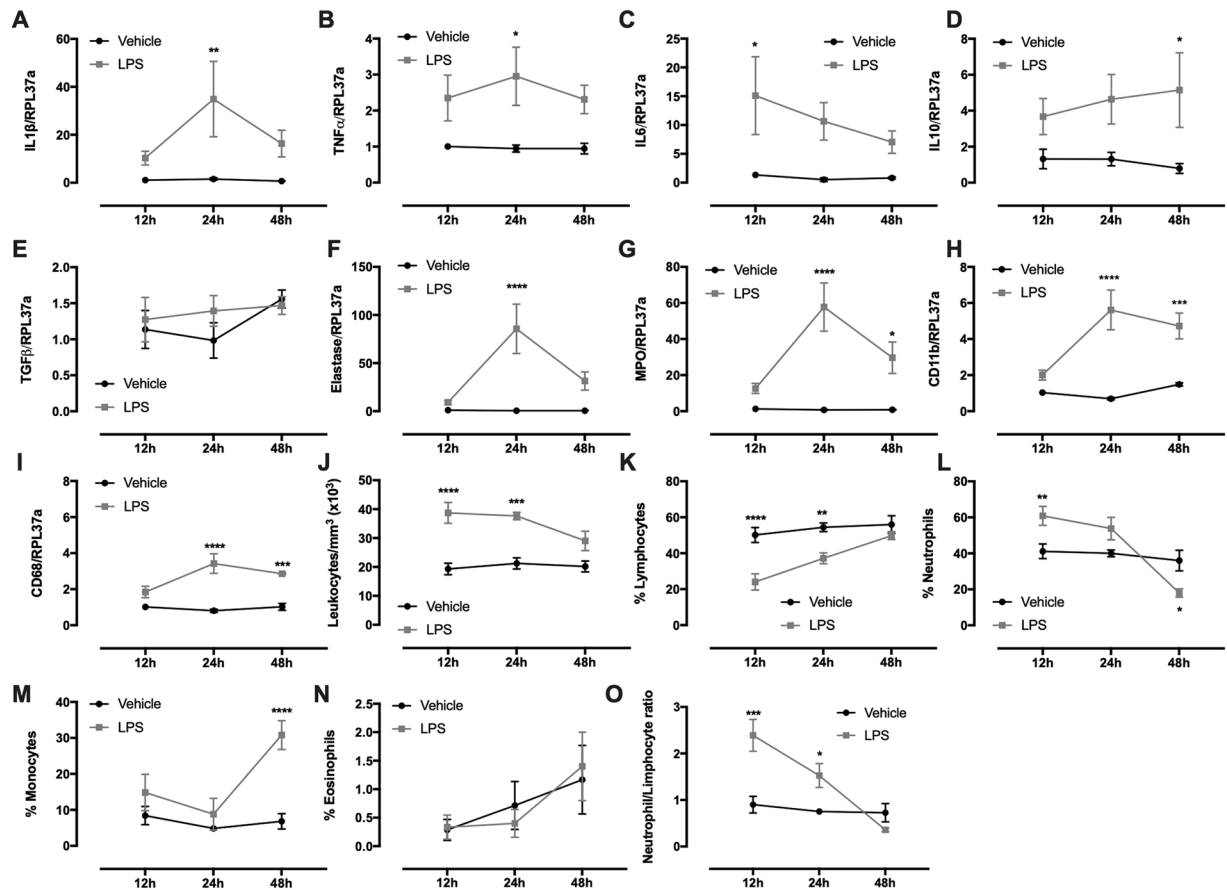 A
IL1β/RPL37a
60
40
20
0
Vehicle
LPS
**
12h
24h
48h
B
TNFα/RPL37a
4
3
2
1
0
Vehicle
LPS
*
12h
24h
48h
C
IL6/RPL37a
25
20
15
10
5
0
Vehicle
LPS
*
12h
24h
48h
D
IL10/RPL37a
10
8
6
4
2
0
Vehicle
LPS
*
12h
24h
48h
E
TGFβ/RPL37a
2.0
1.5
1.0
0.5
0.0
Vehicle
LPS
12h
24h
48h
F
Elastase/RPL37a
150
125
100
75
50
25
0
Vehicle
LPS
****
12h
24h
48h
G
MPO/RPL37a
80
60
40
20
0
Vehicle
LPS
****
*
12h
24h
48h
H
CD11b/RPL37a
8
6
4
2
0
Vehicle
LPS
****
***
12h
24h
48h
I
CD68/RPL37a
8
6
4
2
0
Vehicle
LPS
****
***
12h
24h
48h
J
Leukocytes/mm³ (x10³)
50
40
30
20
10
0
****
***
Vehicle
LPS
12h
24h
48h
K
% Lymphocytes
80
60
40
20
0
****
**
Vehicle
LPS
12h
24h
48h
L
% Neutrophils
80
60
40
20
0
**
*
Vehicle
LPS
12h
24h
48h
M
% Monocytes
40
30
20
10
0
Vehicle
LPS
****
12h
24h
48h
N
% Eosinophils
2.5
2.0
1.5
1.0
0.5
0.0
Vehicle
LPS
12h
24h
48h
O
Neutrophil/Limphocyte ratio
3
2
1
0
***
*
Vehicle
LPS
12h
24h
48h